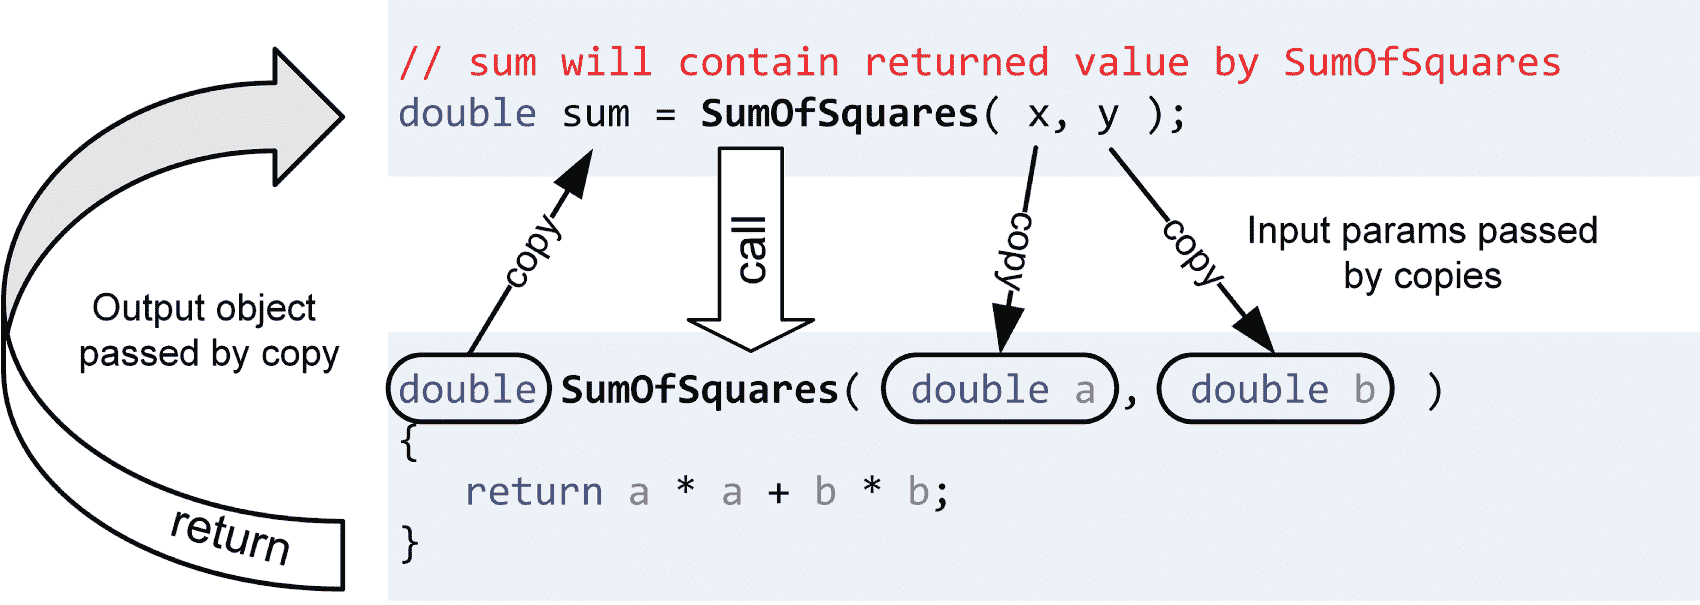 // sum will contain returned value by SumOfSquares
double sum = SumOfSquares( x, y );
copy
call
copy
copy
Input params passed
by copies
Output object
passed by copy
double SumOfSquares( double a, double b )
{
return a * a + b * b;
}
return